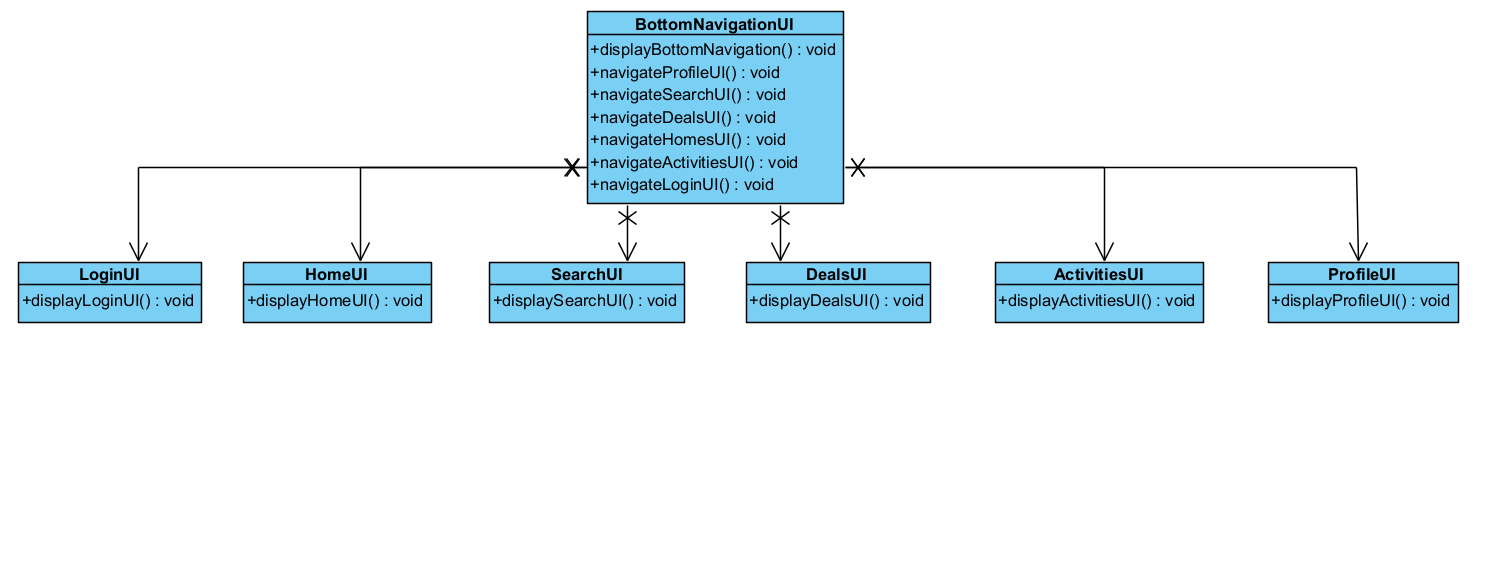 BottomNavigationUI
+displayBottomNavigation() : void
+navigateProfileUI() : void
+navigateSearchUI() : void
+navigateDealsUI() : void
+navigateHomesUI() : void
+navigateActivitiesUI() : void
+navigateLoginUI() : void
LoginUI
+displayLoginUI() : void
HomeUI
+displayHomeUI() : void
SearchUI
+displaySearchUI() : void
DealsUI
+displayDealsUI() : void
ActivitiesUI
+displayActivitiesUI() : void
ProfileUI
+displayProfileUI() : void